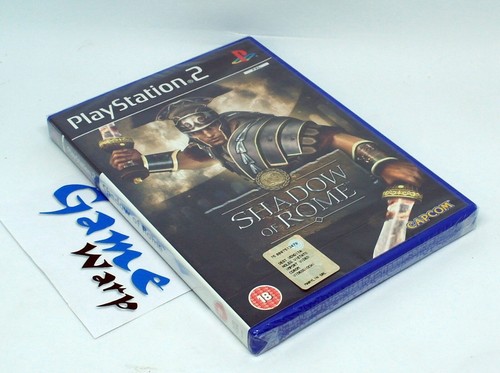 PlayStation.2
SHADOW
OF ROME
CAPCOM
18
Game
Warp